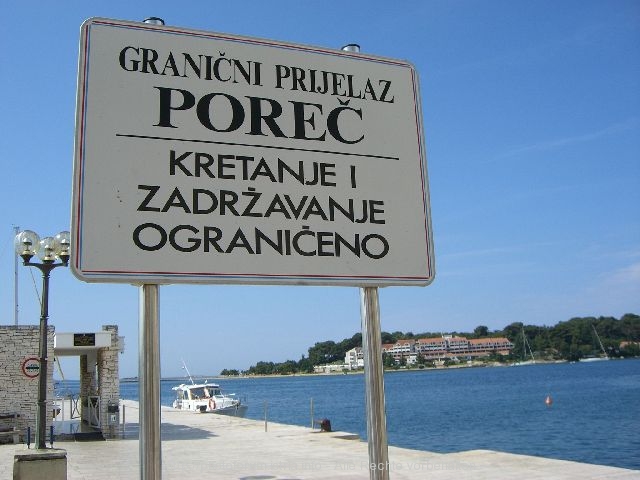 GRANIČNI PRIJELAZ
POREČ
KRETANJE I
ZADRŽAVANJE
OGRANIČENO